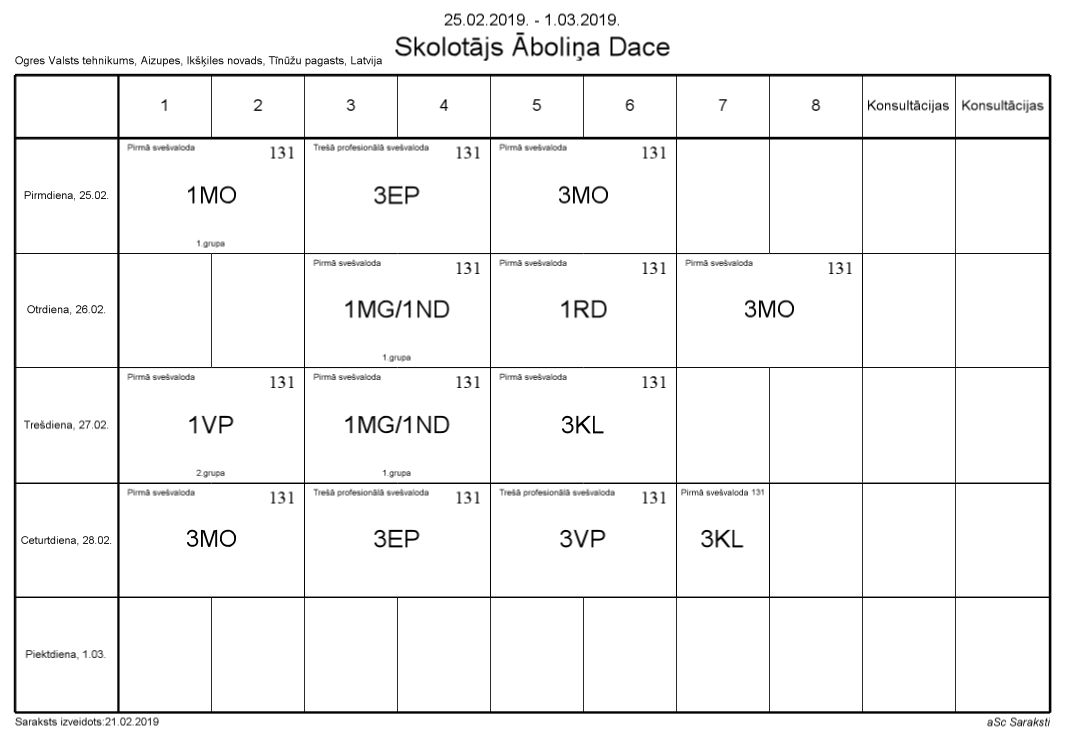 25.02.2019. - 1.03.2019.
Skolotājs Āboliņa Dace
Ogres Valsts tehnikums, Aizupes, Ikšķiles novads, Tīnūžu pagasts, Latvija
1 2 3 4 5 6 7 8 Konsultācijas Konsultācijas
Pirmā svešvaloda 131 Trešā profesionālā svešvaloda 131 Pirmā svešvaloda 131
Pirmdiena, 25.02. 1MO 3EP 3MO
1.grupa
Pirmā svešvaloda 131 Pirmā svešvaloda 131 Pirmā svešvaloda 131
Otrdiena, 26.02. 1MG/1ND 1RD 3MO
1.grupa
Pirmā svešvaloda 131 Pirmā svešvaloda 131 Pirmā svešvaloda 131
Trešdiena, 27.02. 1VP 1MG/1ND 3KL
2.grupa 1.grupa
Pirmā svešvaloda 131 Trešā profesionālā svešvaloda 131 Trešā profesionālā svešvaloda 131 Pirmā svešvaloda 131
Ceturtdiena, 28.02. 3MO 3EP 3VP 3KL
Piektdiena, 1.03.
Saraksts izveidots:21.02.2019 aSc Saraksti